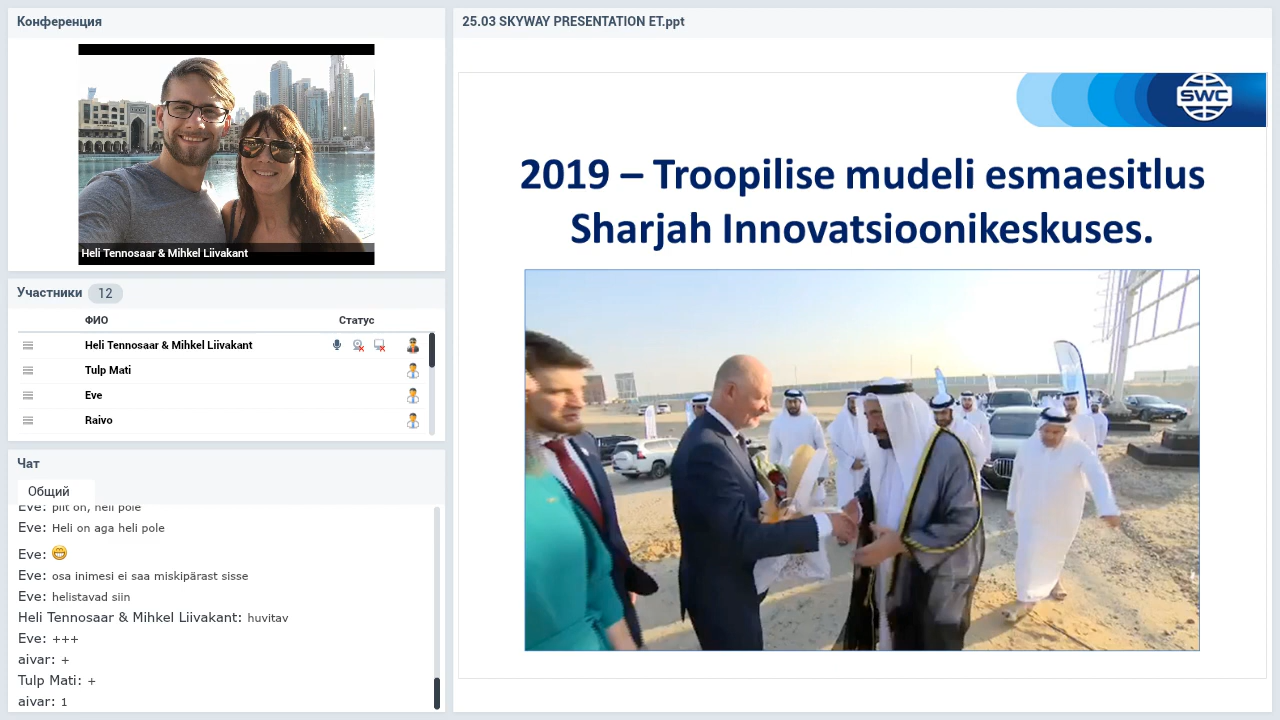 Конференция
Heli Tennosaar & Mihkel Liivakant
Участники 12
ФИО Статус
Heli Tennosaar & Mihkel Liivakant
Tulp Mati
Eve
Raivo
Чат
Общий
Eve: pilt on, heli pole
Eve: Heli on aga heli pole
Eve: 😁
Eve: osa inimesi ei saa miskipärast sisse
Eve: helistavad siin
Heli Tennosaar & Mihkel Liivakant: huvitav
Eve: +++
aivar: +
Tulp Mati: +
aivar: 1
25.03 SKYWAY PRESENTATION ET.ppt
SWC
2019 – Troopilise mudeli esmaesitlus
Sharjah Innovatsioonikeskuses.